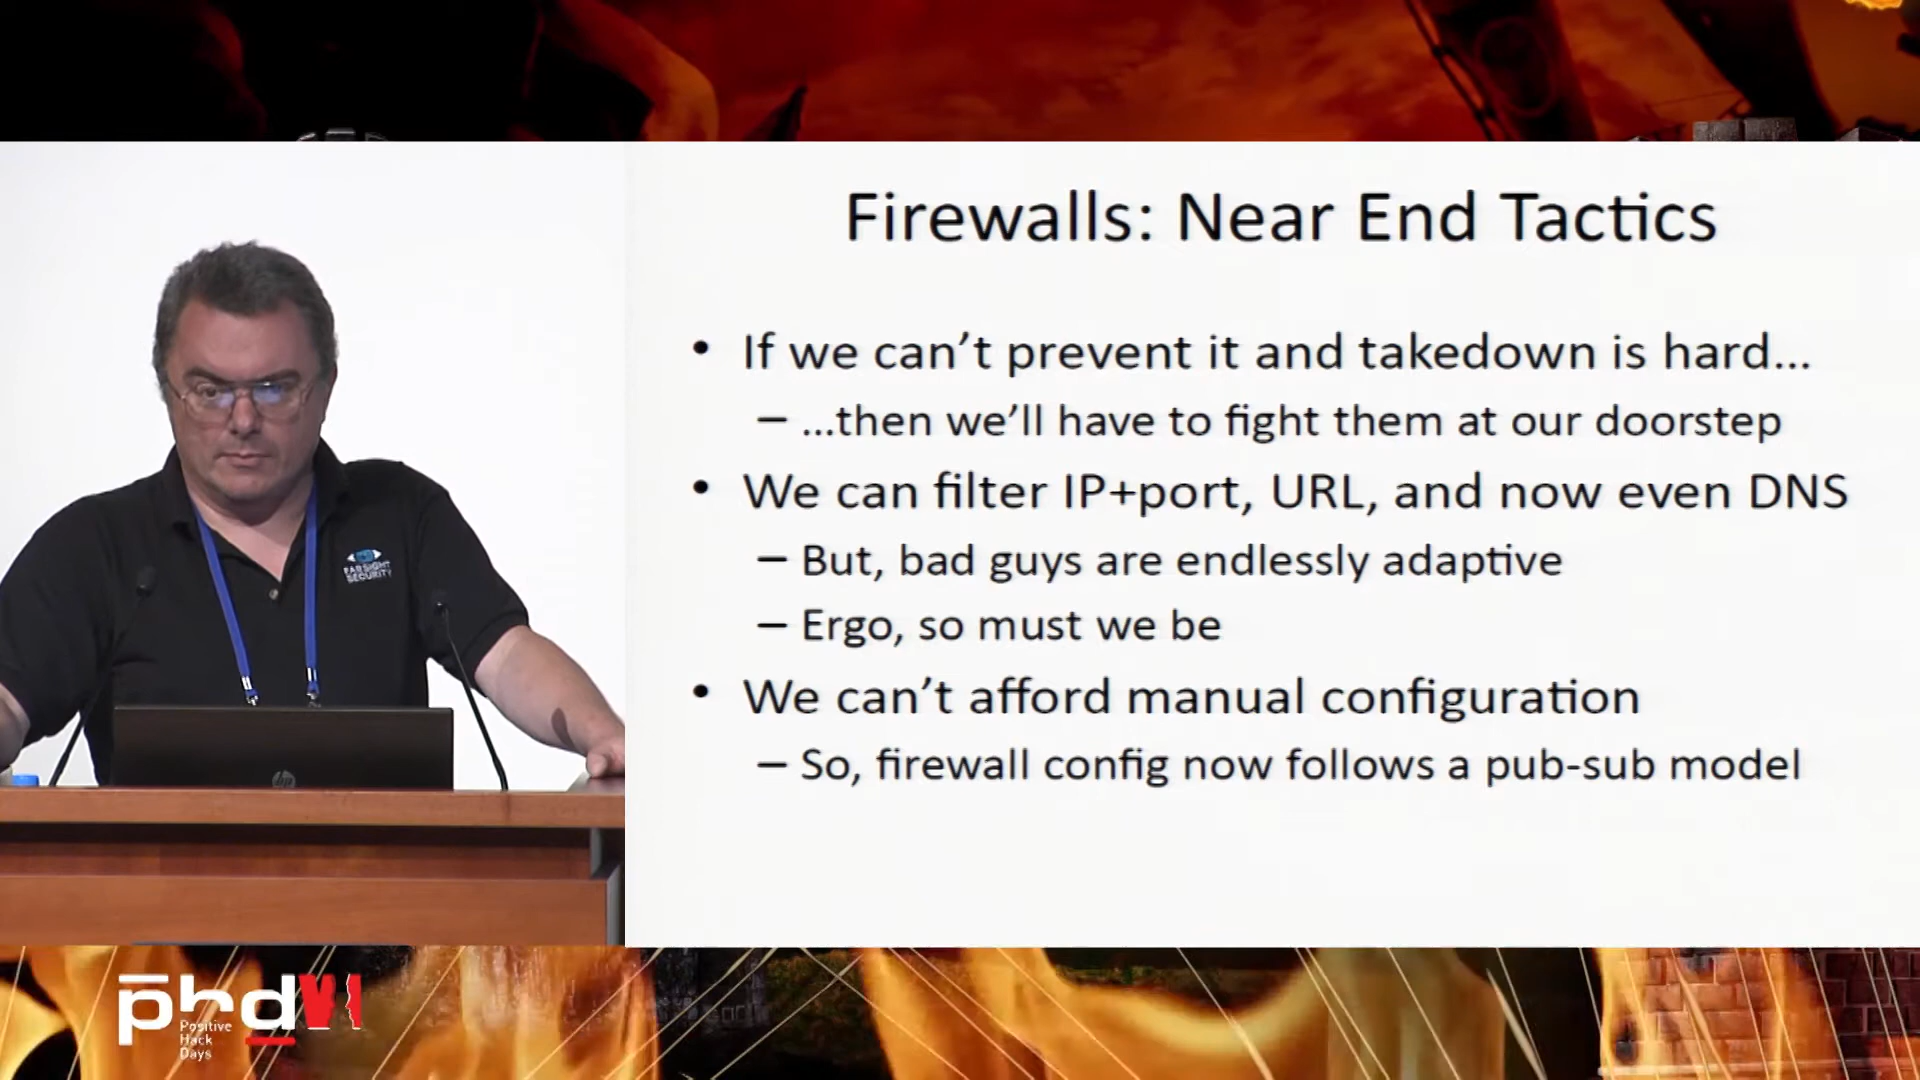 Firewalls: Near End Tactics
• If we can’t prevent it and takedown is hard…
– …then we’ll have to fight them at our doorstep
• We can filter IP+port, URL, and now even DNS
– But, bad guys are endlessly adaptive
– Ergo, so must we be
• We can’t afford manual configuration
– So, firewall config now follows a pub-sub model
FARSIGHT
SECURITY
hp
phdVI
Positive
Hack
Days